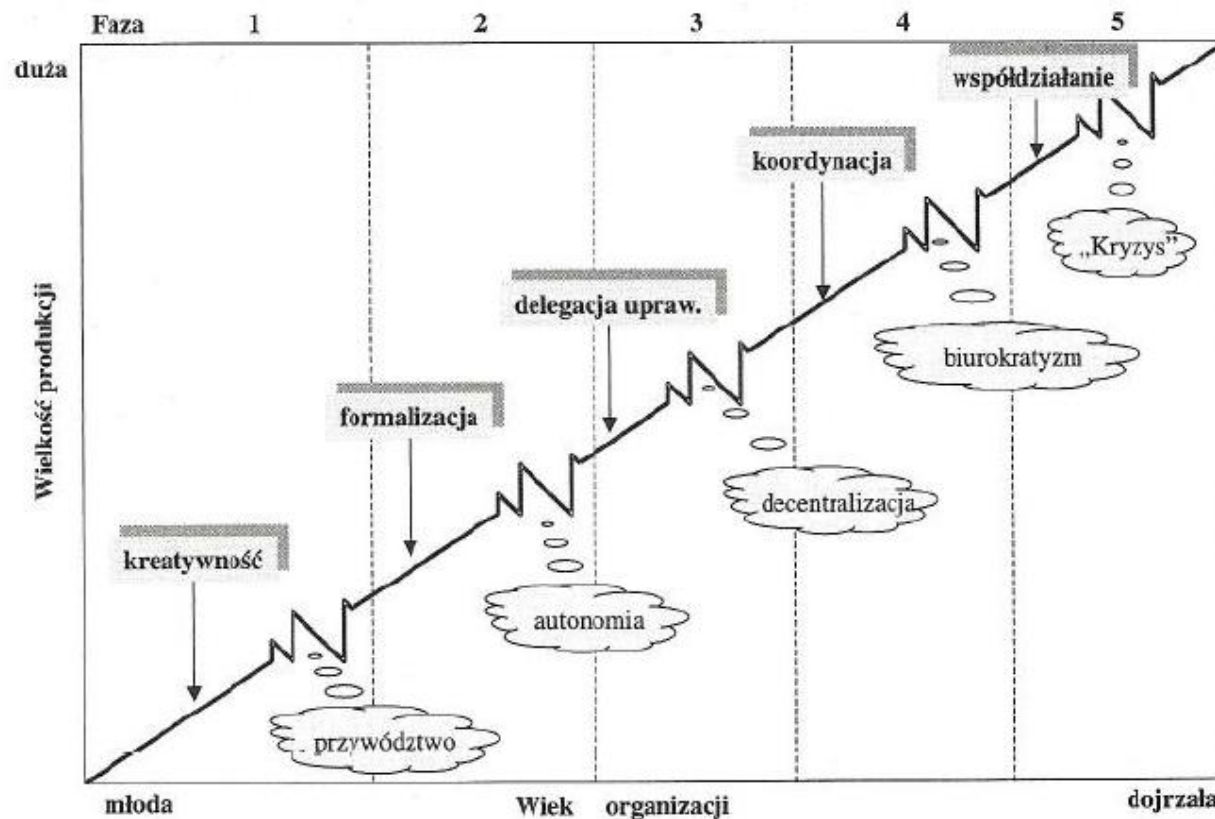 Faza 1 2 3 4 5
duża
współdziałanie
koordynacja
„Kryzys”
delegacja upraw.
biurokratyzm
Wielkość produkcji
formalizacja
decentralizacja
kreatywność
autonomia
przywództwo
młoda Wiek organizacji dojrzała